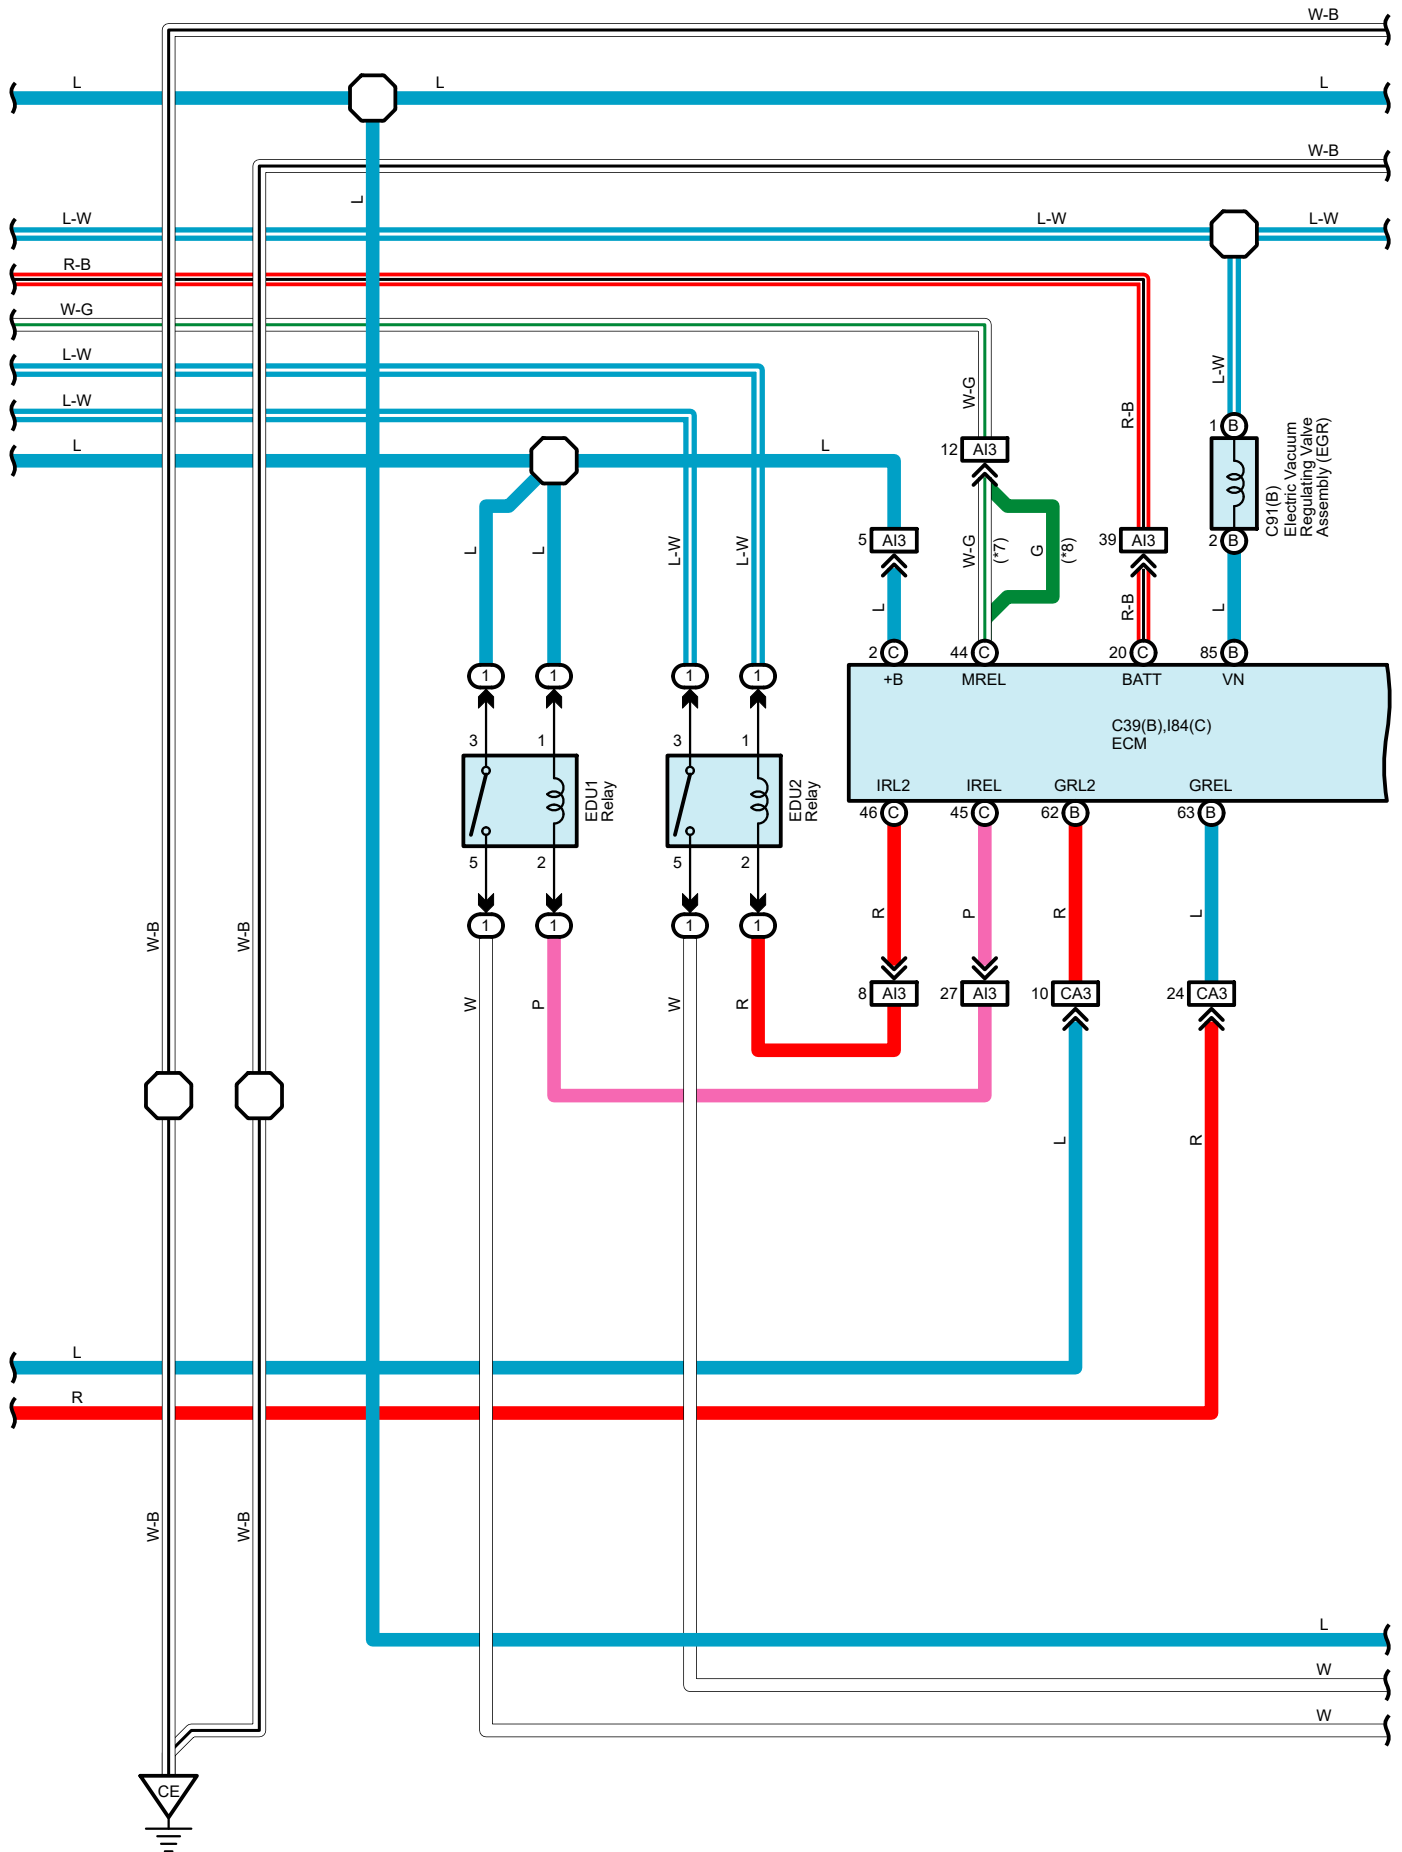 W-B
L L L
W-B
L
L-W L-W L-W
R-B
W-G
L-W
L-W
L L
W-G
R-B
L-W
12 AI3
1 B
C91(B)
Electric Vacuum
Regulating Valve
Assembly (EGR)
5 AI3
39 AI3
2 B
L L L-W L-W
W-G (*7) G (*8)
L R-B L
1 1 1 1
2 C 44 C 20 C 85 B
+B MREL BATT VN
3 1 3 1
C39(B),I84(C)
ECM
EDU1
Relay
EDU2
Relay
IRL2 IREL GRL2 GREL
46 C 45 C 62 B 63 B
5 2 5 2
1 1 1 1
W-B W-B
R P R L
W P W R
8 AI3 27 AI3 10 CA3 24 CA3
L R
L
R
W-B W-B
L
W
W
CE